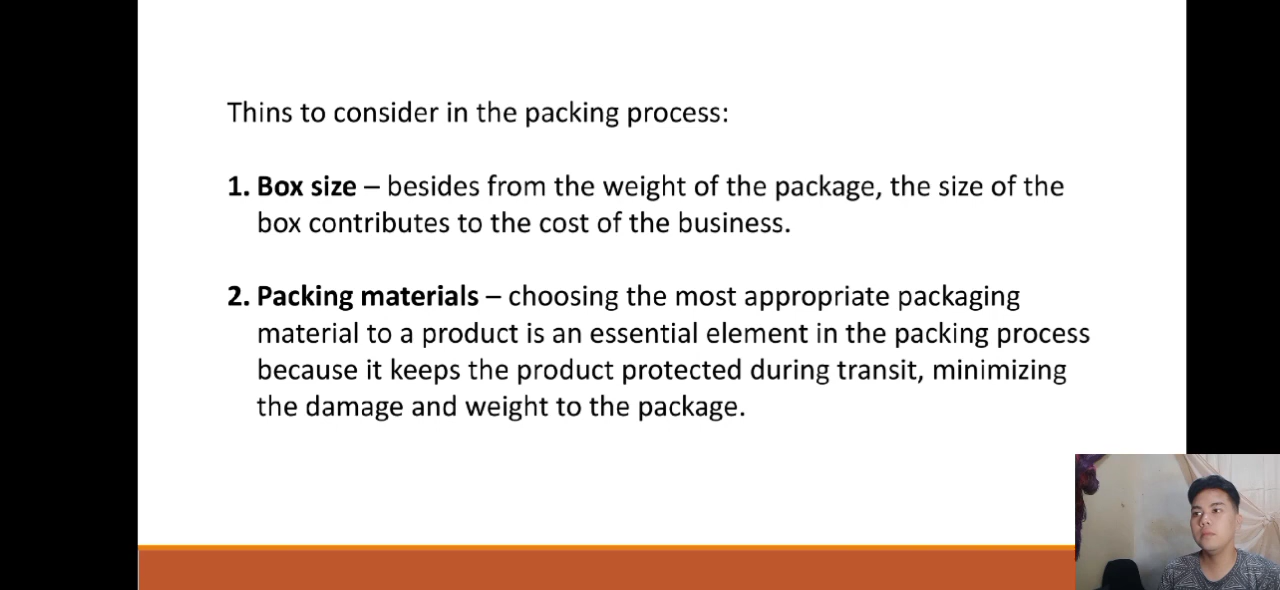 Thins to consider in the packing process:
1. Box size – besides from the weight of the package, the size of the
box contributes to the cost of the business.
2. Packing materials – choosing the most appropriate packaging
material to a product is an essential element in the packing process
because it keeps the product protected during transit, minimizing
the damage and weight to the package.